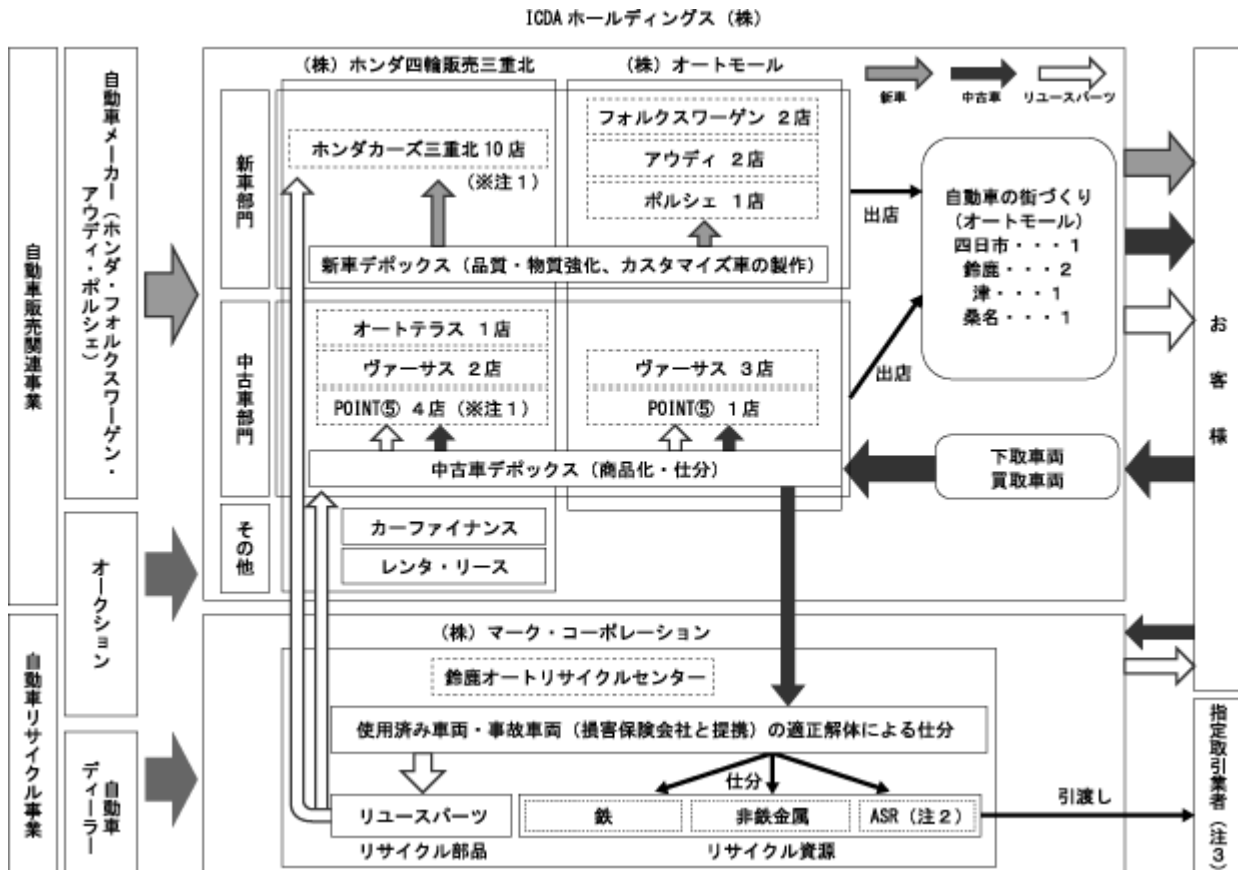 ICDA ホールディングス（株）
自動車販売関連事業
自動車リサイクル事業
自動車メーカー（ホンダ・フォルクスワーゲン・
アウディ・ポルシェ）
オークション
自動車
ディーラー
（株）ホンダ四輪販売三重北
（株）オートモール
新車
中古車
リユースパーツ
新車部門
ホンダカーズ三重北 10 店
（※注１）
フォルクスワーゲン ２店
アウディ ２店
ポルシェ １店
新車デポックス（品質・物質強化、カスタマイズ車の製作）
出店
自動車の街づくり
（オートモール）
四日市・・・１
鈴鹿・・・２
津・・・１
桑名・・・１
中古車部門
オートテラス １店
ヴァーサス ２店
POINT⑤ ４店（※注１）
ヴァーサス ３店
POINT⑤ １店
出店
中古車デポックス（商品化・仕分）
下取車両
買取車両
お客様
その他
カーファイナンス
レンタ・リース
（株）マーク・コーポレーション
鈴鹿オートリサイクルセンター
使用済み車両・事故車両（損害保険会社と提携）の適正解体による仕分
仕分
リユースパーツ
鉄
非鉄金属
ASR（注２）
引渡し
リサイクル部品
リサイクル資源
指定取引業者（注３）